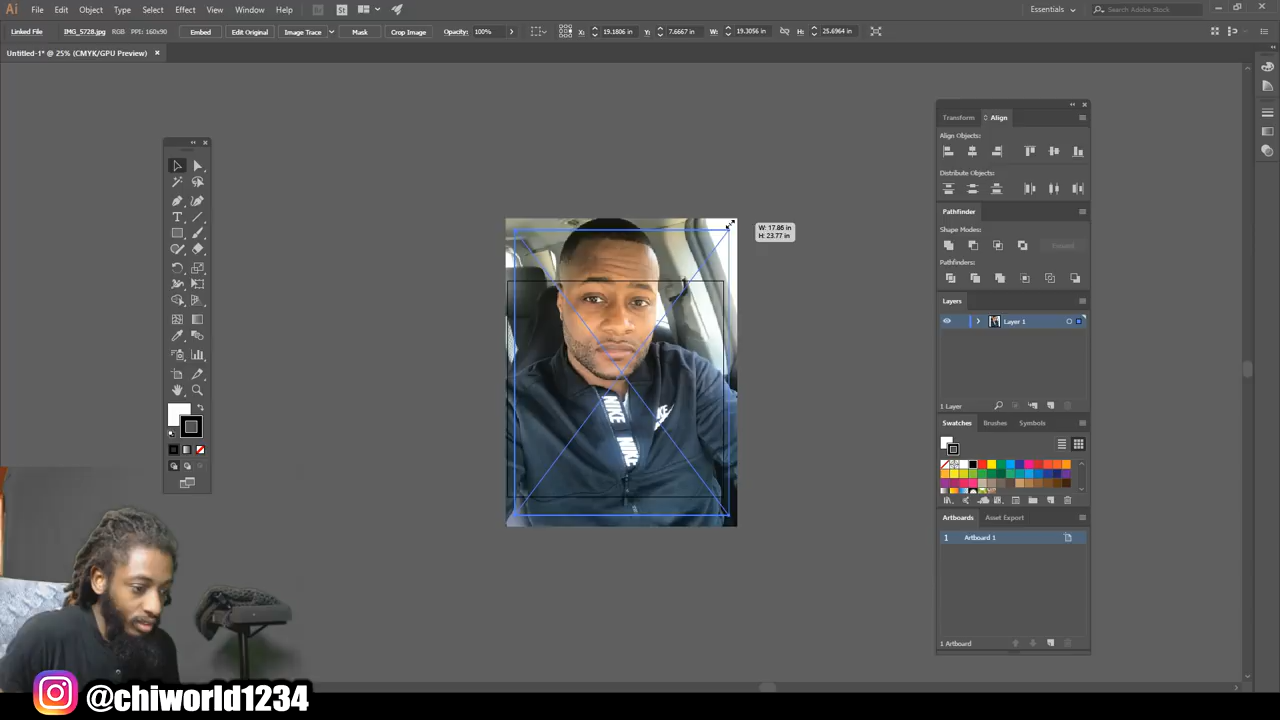 Ai File Edit Object Type Select Effect View Window Help Br St Essentials Search Adobe Stock
Linked File IMG_5728.jpg RGB PPI: 160x90 Embed Edit Original Image Trace Mask Crop Image Opacity: 100% X: 19.1806 in Y: 7.6667 in W: 19.3056 in H: 25.6964 in
Untitled-1* @ 25% (CMYK/GPU Preview)
Transform Align
Align Objects:
Distribute Objects:
Pathfinder
Shape Modes:
Expand
Pathfinders:
Layers
Layer 1
1 Layer
Swatches Brushes Symbols
Artboards Asset Export
1 Artboard 1
1 Artboard
W: 17.86 in
H: 23.77 in
NIKE
NIKE
@chiworld1234